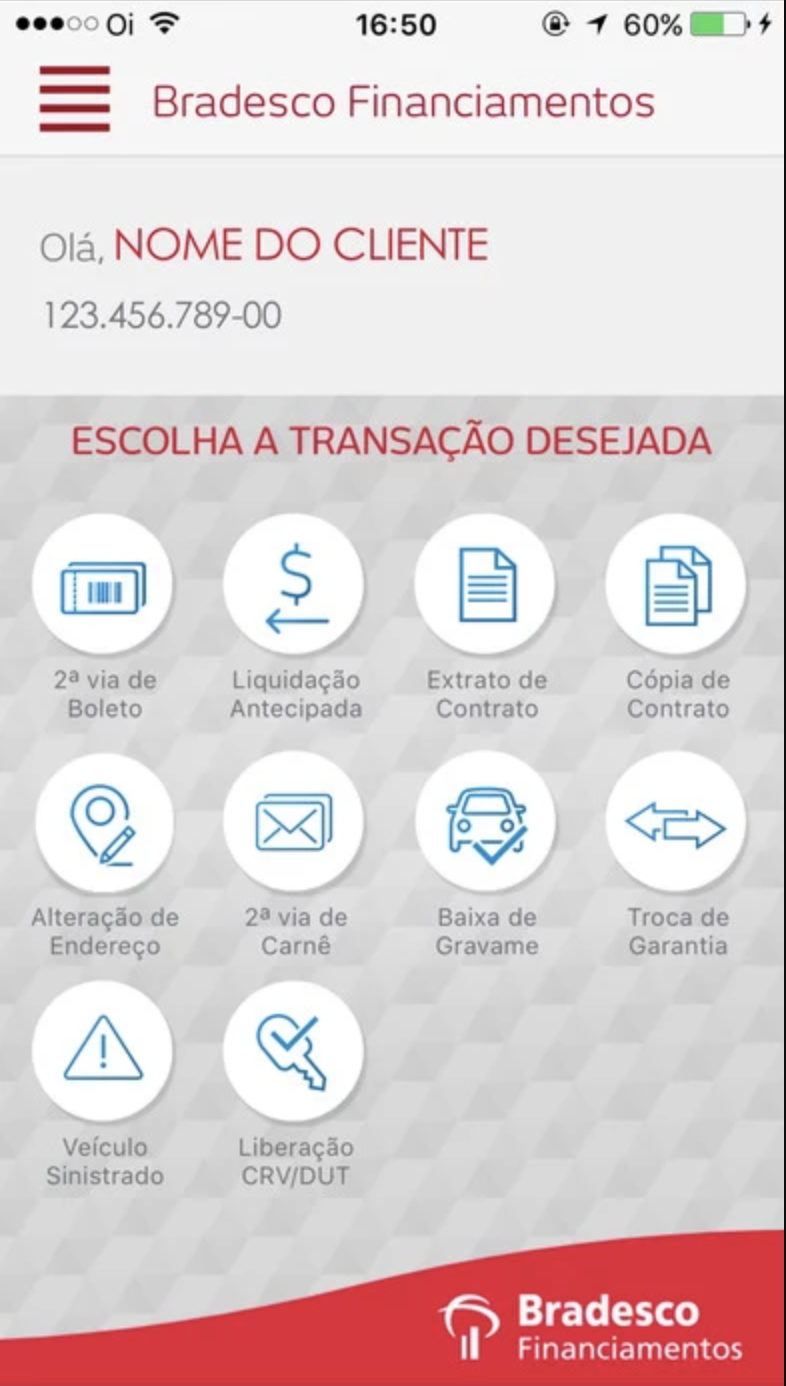 Oi 16:50 60%
Bradesco Financiamentos
Olá, NOME DO CLIENTE
123.456.789-00
ESCOLHA A TRANSAÇÃO DESEJADA
2ª via de
Boleto
Liquidação
Antecipada
Extrato de
Contrato
Cópia de
Contrato
Alteração de
Endereço
2ª via de
Carnê
Baixa de
Gravame
Troca de
Garantia
Veículo
Sinistrado
Liberação
CRV/DUT
Bradesco
Financiamentos